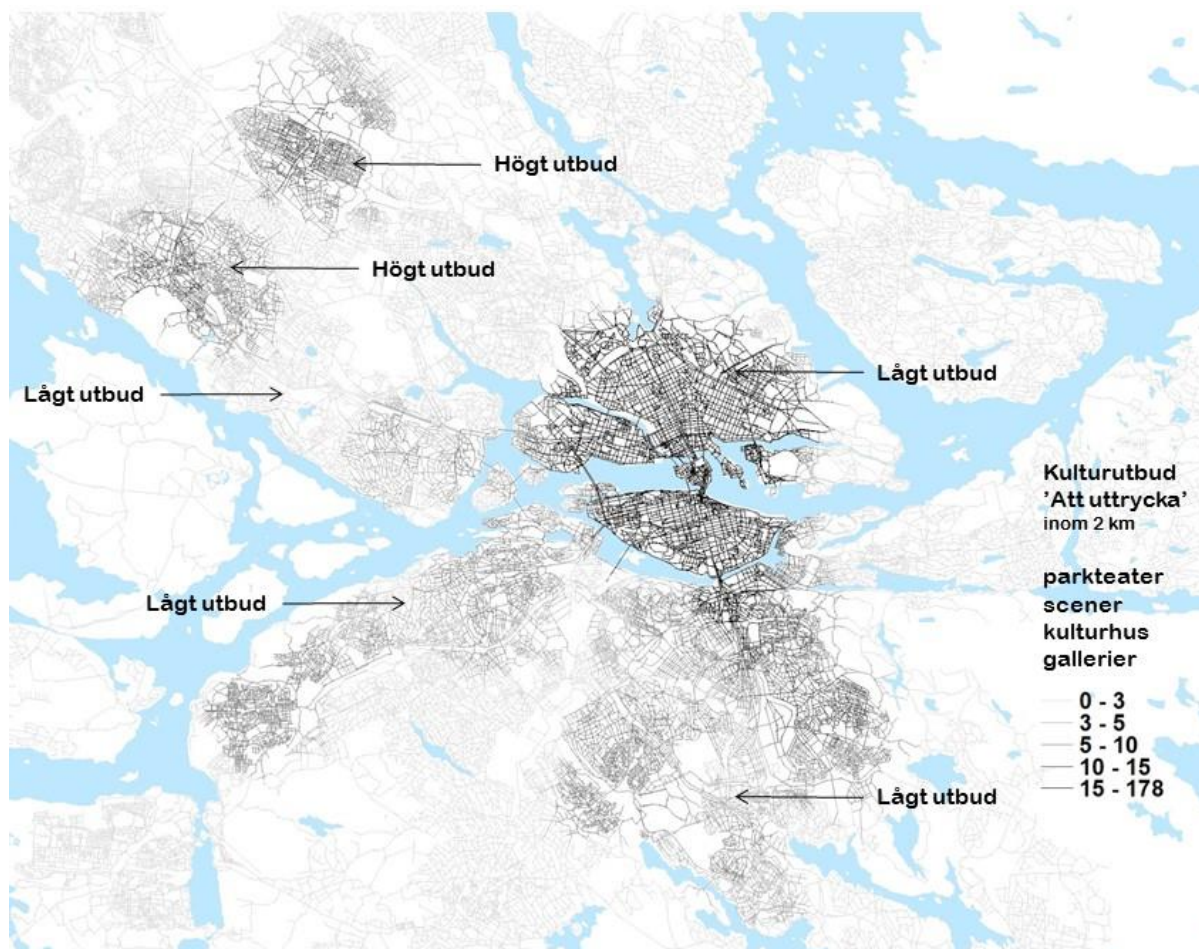 Högt utbud
Högt utbud
Lågt utbud
Lågt utbud
Lågt utbud
Lågt utbud
Kulturutbud
’Att uttrycka’
inom 2 km
parkteater
scener
kulturhus
gallerier
0 - 3
3 - 5
5 - 10
10 - 15
15 - 178